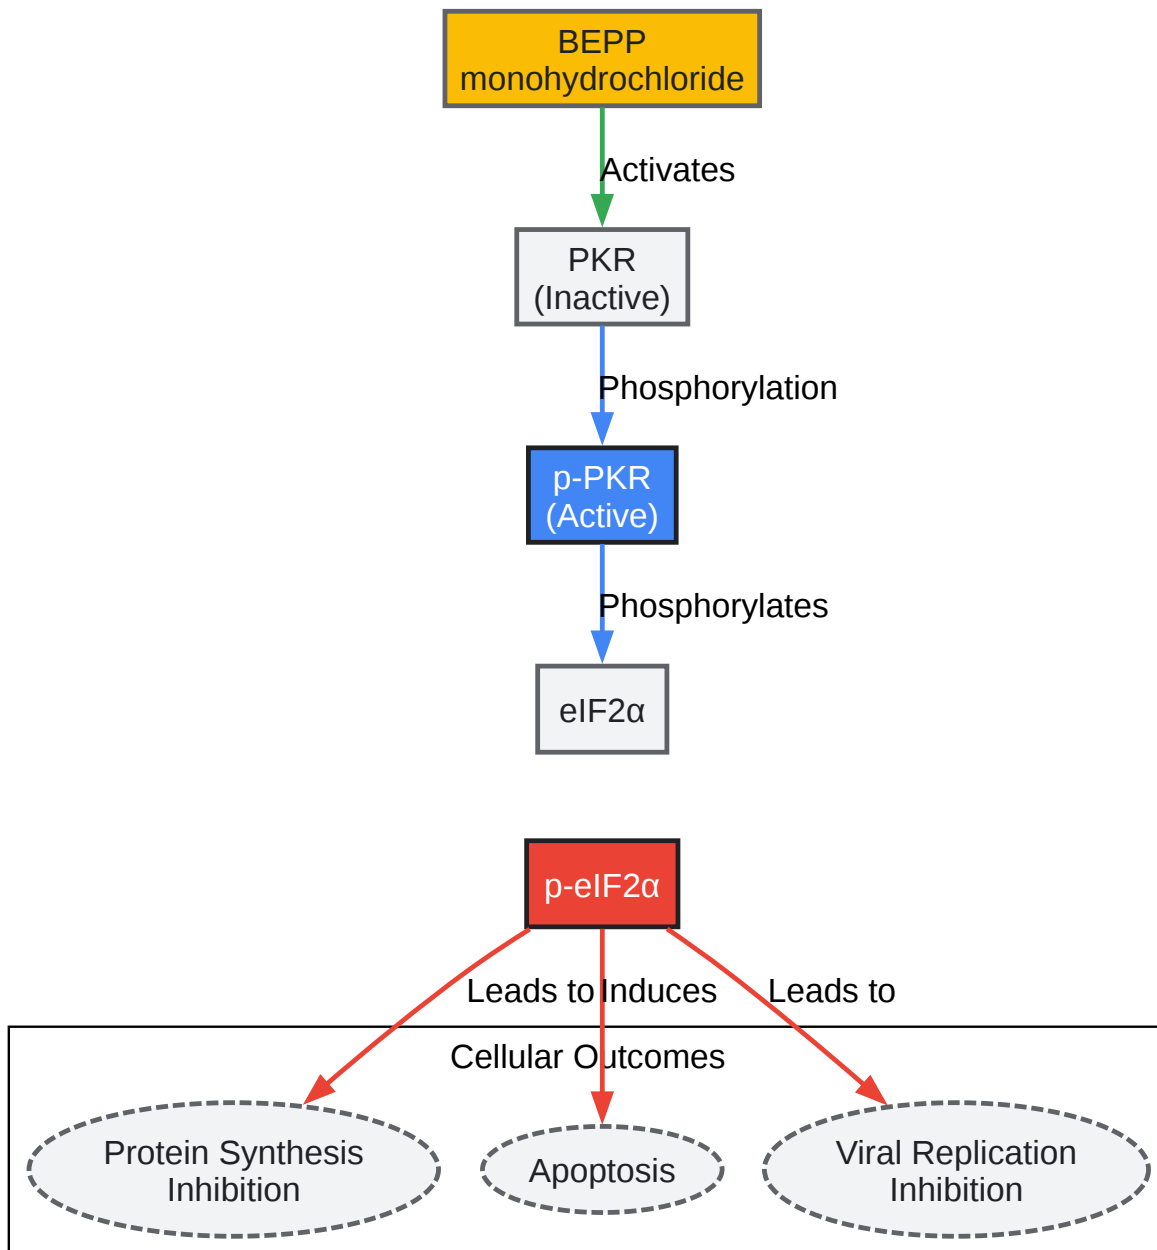 BEPP
monohydrochloride
Activates
PKR
(Inactive)
Phosphorylation
p-PKR
(Active)
Phosphorylates
eIF2α
p-eIF2α
Leads to
Induces
Leads to
Cellular Outcomes
Protein Synthesis
Inhibition
Apoptosis
Viral Replication
Inhibition